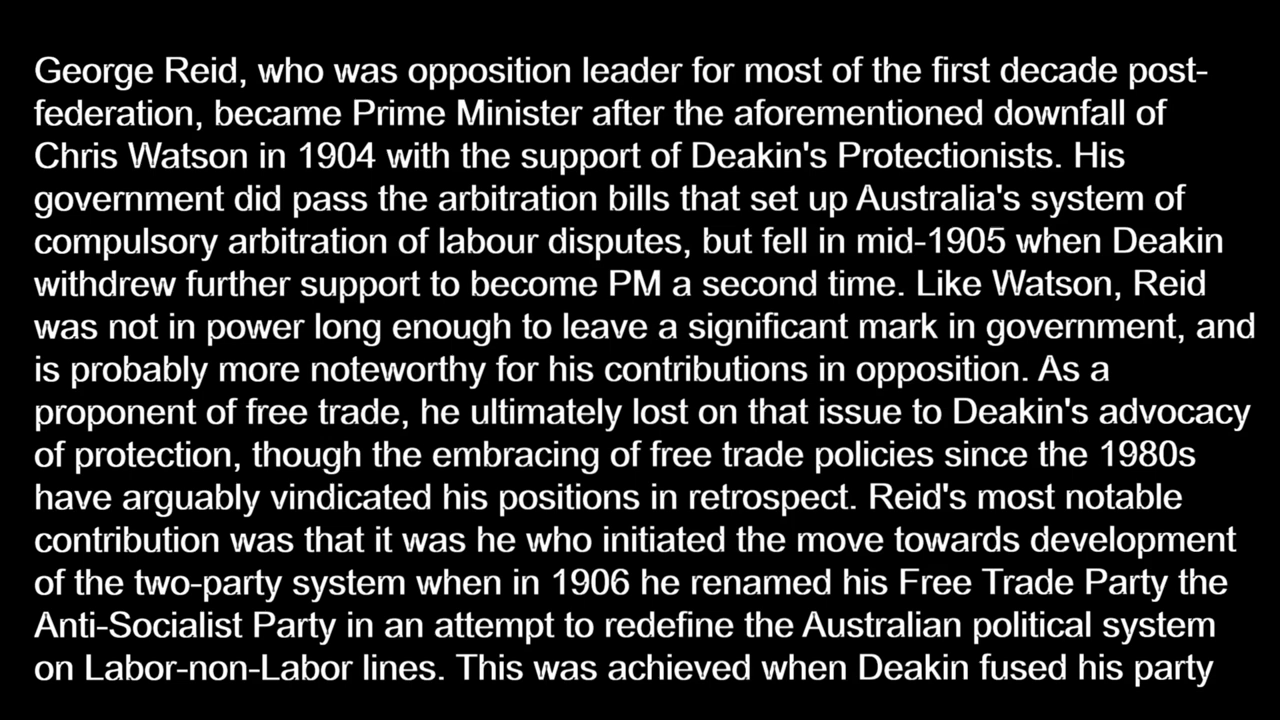 George Reid, who was opposition leader for most of the first decade post-
federation, became Prime Minister after the aforementioned downfall of
Chris Watson in 1904 with the support of Deakin's Protectionists. His
government did pass the arbitration bills that set up Australia's system of
compulsory arbitration of labour disputes, but fell in mid-1905 when Deakin
withdrew further support to become PM a second time. Like Watson, Reid
was not in power long enough to leave a significant mark in government, and
is probably more noteworthy for his contributions in opposition. As a
proponent of free trade, he ultimately lost on that issue to Deakin's advocacy
of protection, though the embracing of free trade policies since the 1980s
have arguably vindicated his positions in retrospect. Reid's most notable
contribution was that it was he who initiated the move towards development
of the two-party system when in 1906 he renamed his Free Trade Party the
Anti-Socialist Party in an attempt to redefine the Australian political system
on Labor-non-Labor lines. This was achieved when Deakin fused his party